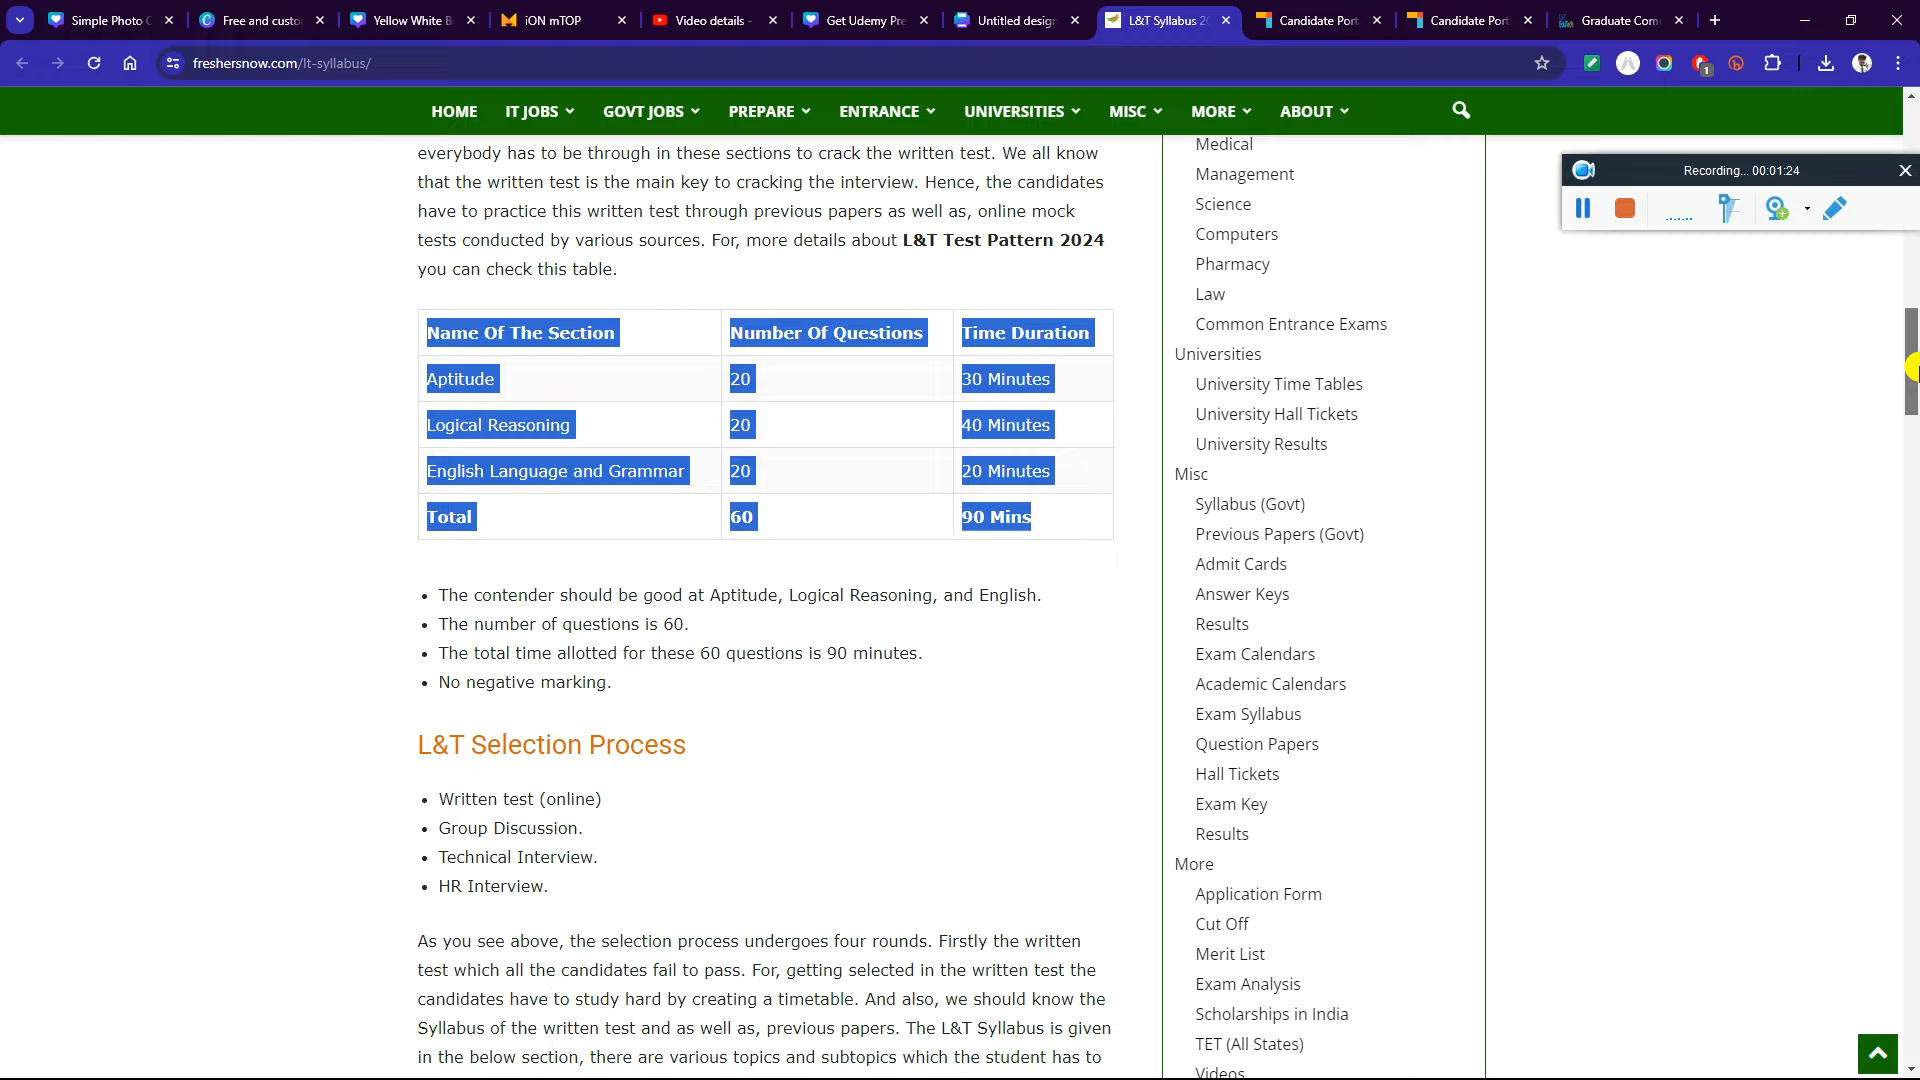 Simple Photo C
Free and custo
Yellow White B
iON mTOP
Video details -
Get Udemy Pre
Untitled design
L&T Syllabus 20
Candidate Port
Candidate Port
Graduate Com
freshersnow.com/lt-syllabus/
1
HOME IT JOBS GOVT JOBS PREPARE ENTRANCE UNIVERSITIES MISC MORE ABOUT
Recording... 00:01:24
everybody has to be through in these sections to crack the written test. We all know
that the written test is the main key to cracking the interview. Hence, the candidates
have to practice this written test through previous papers as well as, online mock
tests conducted by various sources. For, more details about L&T Test Pattern 2024
you can check this table.
Name Of The Section Number Of Questions Time Duration
Aptitude 20 30 Minutes
Logical Reasoning 20 40 Minutes
English Language and Grammar 20 20 Minutes
Total 60 90 Mins
The contender should be good at Aptitude, Logical Reasoning, and English.
The number of questions is 60.
The total time allotted for these 60 questions is 90 minutes.
No negative marking.
L&T Selection Process
Written test (online)
Group Discussion.
Technical Interview.
HR Interview.
As you see above, the selection process undergoes four rounds. Firstly the written
test which all the candidates fail to pass. For, getting selected in the written test the
candidates have to study hard by creating a timetable. And also, we should know the
Syllabus of the written test and as well as, previous papers. The L&T Syllabus is given
in the below section, there are various topics and subtopics which the student has to
Medical
Management
Science
Computers
Pharmacy
Law
Common Entrance Exams
Universities
University Time Tables
University Hall Tickets
University Results
Misc
Syllabus (Govt)
Previous Papers (Govt)
Admit Cards
Answer Keys
Results
Exam Calendars
Academic Calendars
Exam Syllabus
Question Papers
Hall Tickets
Exam Key
Results
More
Application Form
Cut Off
Merit List
Exam Analysis
Scholarships in India
TET (All States)
Videos